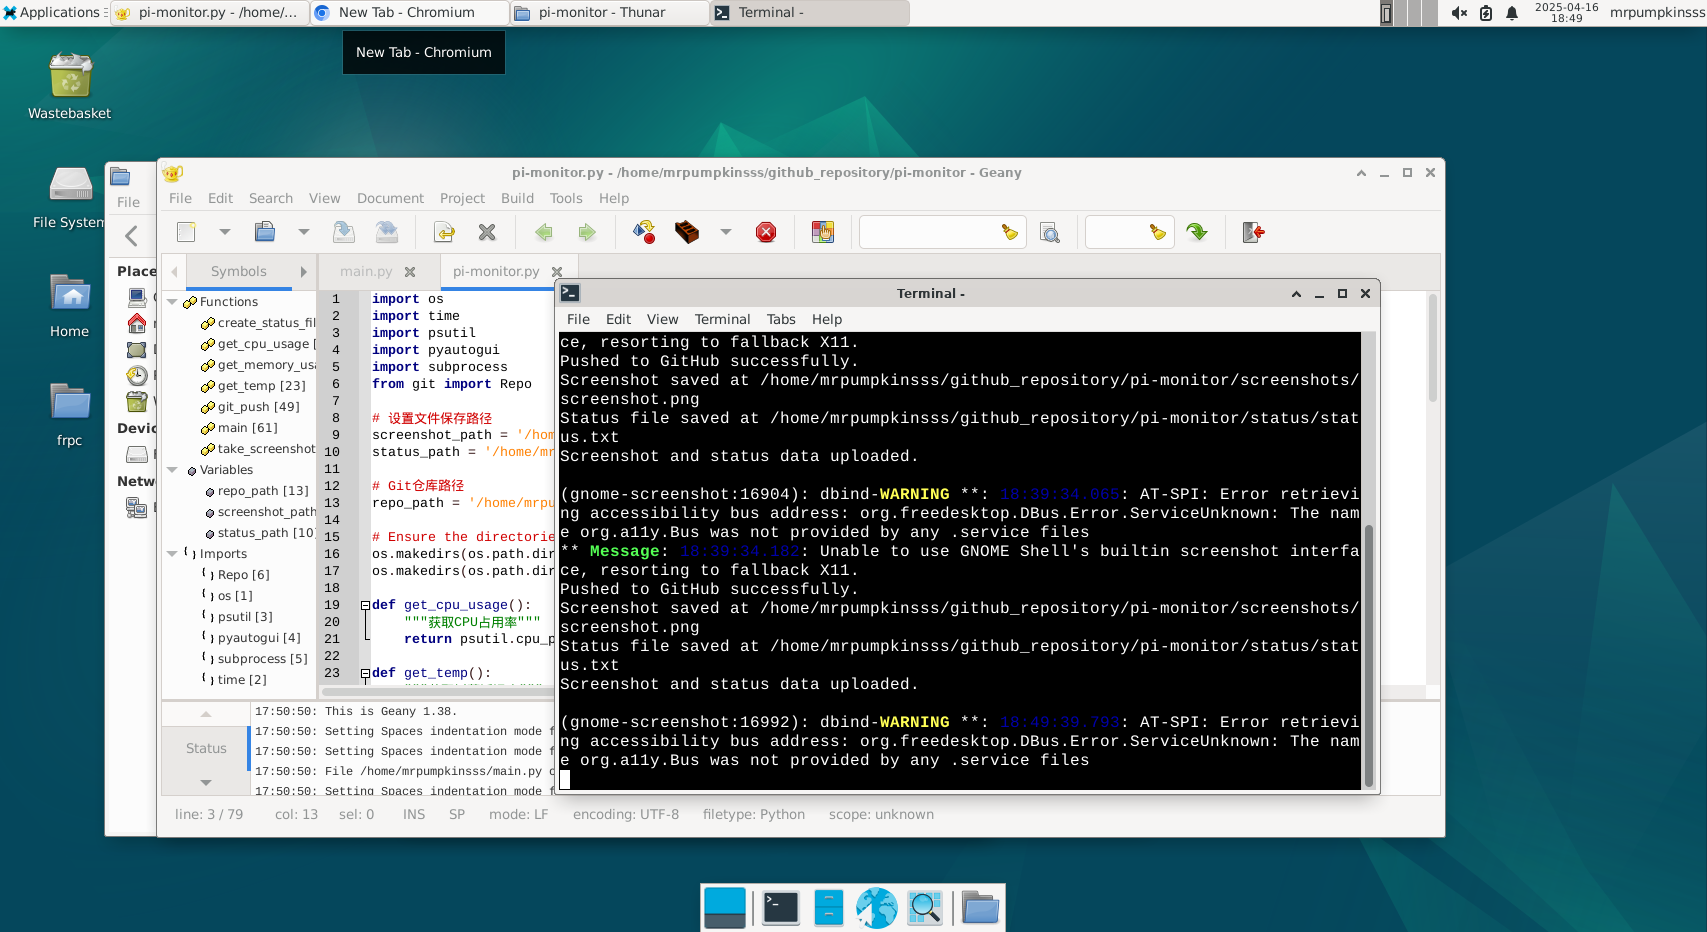 Applications
pi-monitor.py - /home/...
New Tab - Chromium
pi-monitor - Thunar
Terminal -
2025-04-16
18:49
mrpumpkinsss
New Tab - Chromium
Wastebasket
File System
Home
frpc
File
Place
Devic
Netw
pi-monitor.py - /home/mrpumpkinsss/github_repository/pi-monitor - Geany
File Edit Search View Document Project Build Tools Help
Symbols
main.py
pi-monitor.py
Functions
create_status_fil
get_cpu_usage [
get_memory_usa
get_temp [23]
git_push [49]
main [61]
take_screenshot
Variables
repo_path [13]
screenshot_path
status_path [10]
Imports
Repo [6]
os [1]
psutil [3]
pyautogui [4]
subprocess [5]
time [2]
1 import os
2 import time
3 import psutil
4 import pyautogui
5 import subprocess
6 from git import Repo
7
8 # 设置文件保存路径
9 screenshot_path = '/hom
10 status_path = '/home/mr
11
12 # Git仓库路径
13 repo_path = '/home/mrpu
14
15 # Ensure the directorie
16 os.makedirs(os.path.dir
17 os.makedirs(os.path.dir
18
19 def get_cpu_usage():
20 """获取CPU占用率"""
21 return psutil.cpu_p
22
23 def get_temp():
Status
17:50:50: This is Geany 1.38.
17:50:50: Setting Spaces indentation mode f
17:50:50: Setting Spaces indentation mode f
17:50:50: File /home/mrpumpkinsss/main.py o
17:50:50: Setting Spaces indentation mode f
line: 3 / 79 col: 13 sel: 0 INS SP mode: LF encoding: UTF-8 filetype: Python scope: unknown
Terminal -
File Edit View Terminal Tabs Help
ce, resorting to fallback X11.
Pushed to GitHub successfully.
Screenshot saved at /home/mrpumpkinsss/github_repository/pi-monitor/screenshots/
screenshot.png
Status file saved at /home/mrpumpkinsss/github_repository/pi-monitor/status/stat
us.txt
Screenshot and status data uploaded.
(gnome-screenshot:16904): dbind-WARNING **: 18:39:34.065: AT-SPI: Error retrievi
ng accessibility bus address: org.freedesktop.DBus.Error.ServiceUnknown: The nam
e org.a11y.Bus was not provided by any .service files
** Message: 18:39:34.182: Unable to use GNOME Shell's builtin screenshot interfa
ce, resorting to fallback X11.
Pushed to GitHub successfully.
Screenshot saved at /home/mrpumpkinsss/github_repository/pi-monitor/screenshots/
screenshot.png
Status file saved at /home/mrpumpkinsss/github_repository/pi-monitor/status/stat
us.txt
Screenshot and status data uploaded.
(gnome-screenshot:16992): dbind-WARNING **: 18:49:39.793: AT-SPI: Error retrievi
ng accessibility bus address: org.freedesktop.DBus.Error.ServiceUnknown: The nam
e org.a11y.Bus was not provided by any .service files